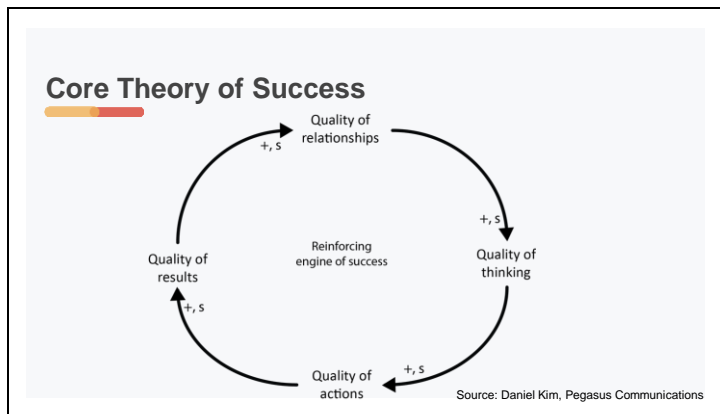 Core Theory of Success
Quality of
relationships
+, s
+, s
Quality of
thinking
Reinforcing
engine of success
Quality of
results
+, s
+, s
Quality of
actions
Source: Daniel Kim, Pegasus Communications